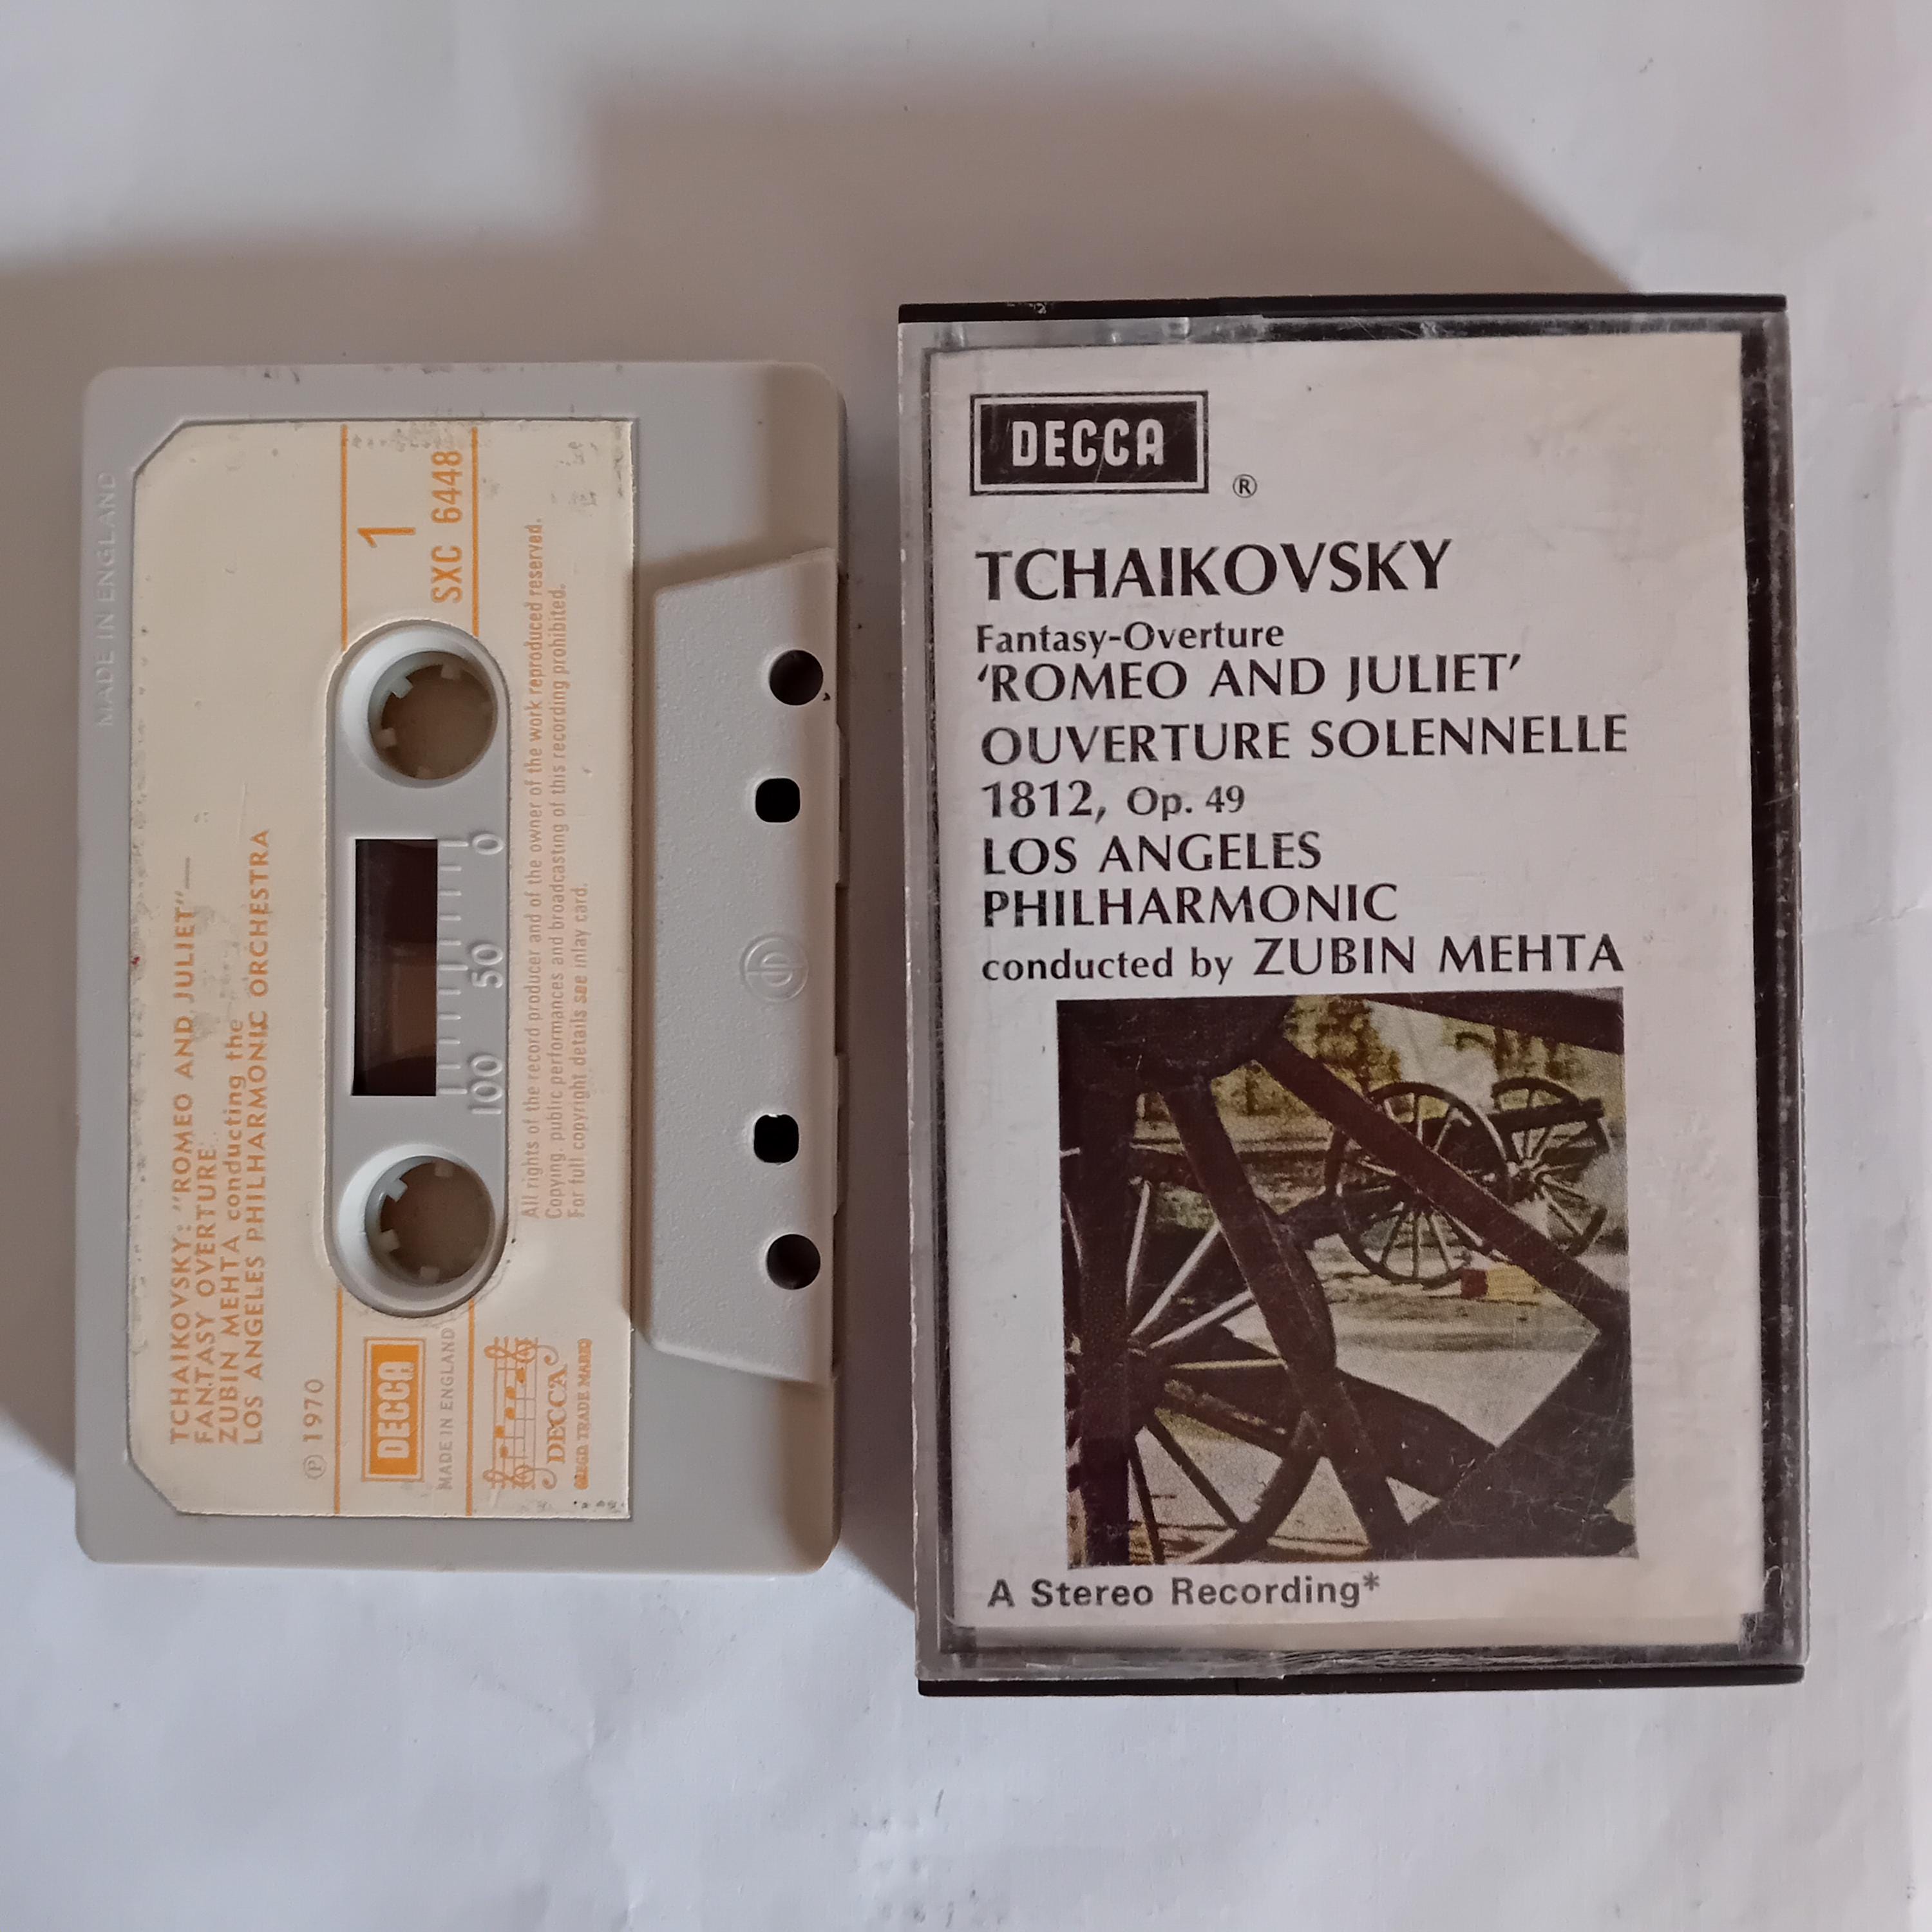 MADE IN ENGLAND
TCHAIKOVSKY: "ROMEO AND JULIET"—
FANTASY OVERTURE
ZUBIN MEHTA conducting the
LOS ANGELES PHILHARMONIC ORCHESTRA
Ⓟ 1970
1
SXC 6448
DECCA
MADE IN ENGLAND
0
50
100
All rights of the record producer and of the owner of the work reproduced reserved.
Copying, public performances and broadcasting of this recording prohibited.
For full copyright details see inlay card.
DECCA
REGD TRADE MARK
DECCA
®
TCHAIKOVSKY
Fantasy-Overture
‘ROMEO AND JULIET’
OUVERTURE SOLENNELLE
1812, Op. 49
LOS ANGELES
PHILHARMONIC
conducted by ZUBIN MEHTA
A Stereo Recording*